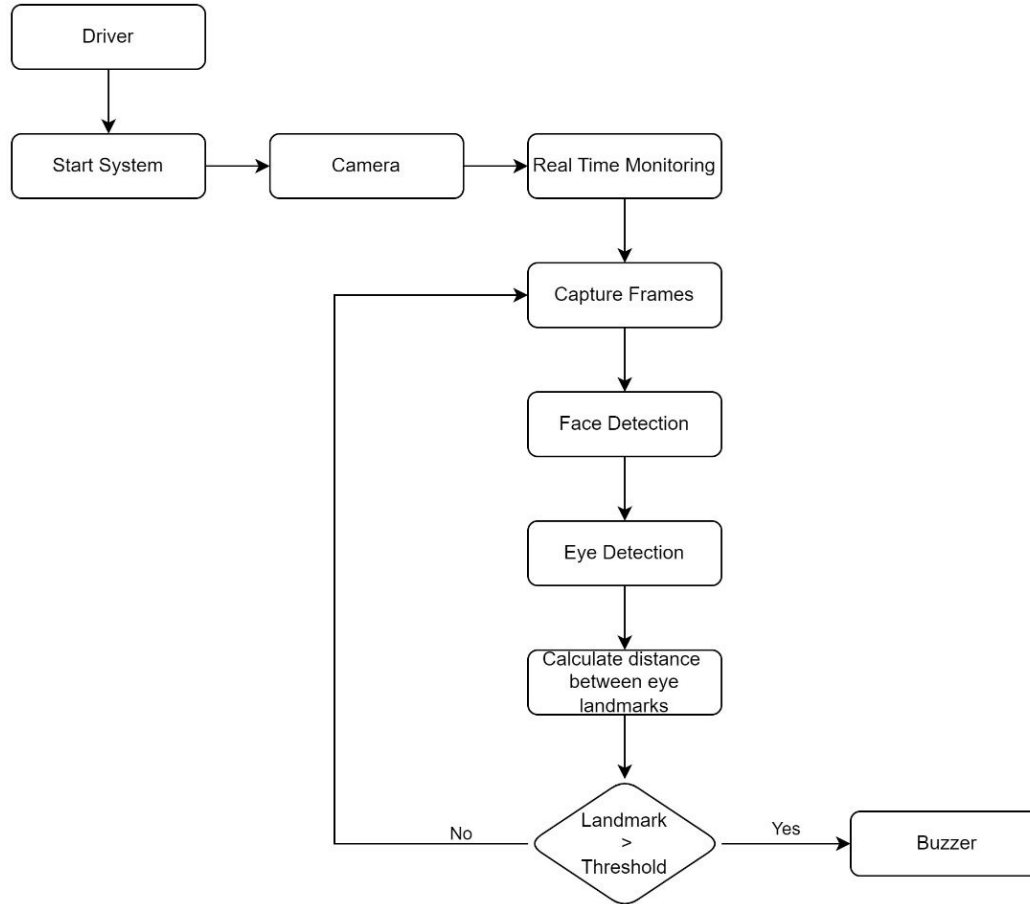 Driver
Start System
Camera
Real Time Monitoring
Capture Frames
Face Detection
Eye Detection
Calculate distance
between eye
landmarks
Landmark
>
Threshold
No
Yes
Buzzer